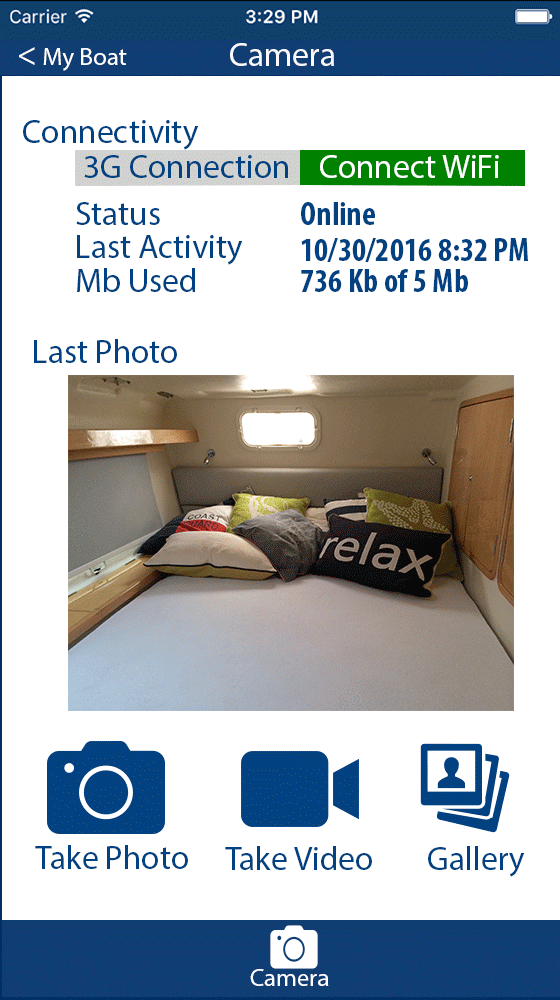 Carrier 3:29 PM
< My Boat Camera
Connectivity
3G Connection Connect WiFi
Status Online
Last Activity 10/30/2016 8:32 PM
Mb Used 736 Kb of 5 Mb
Last Photo
COAST
GUARD
relax
Take Photo Take Video Gallery
Camera